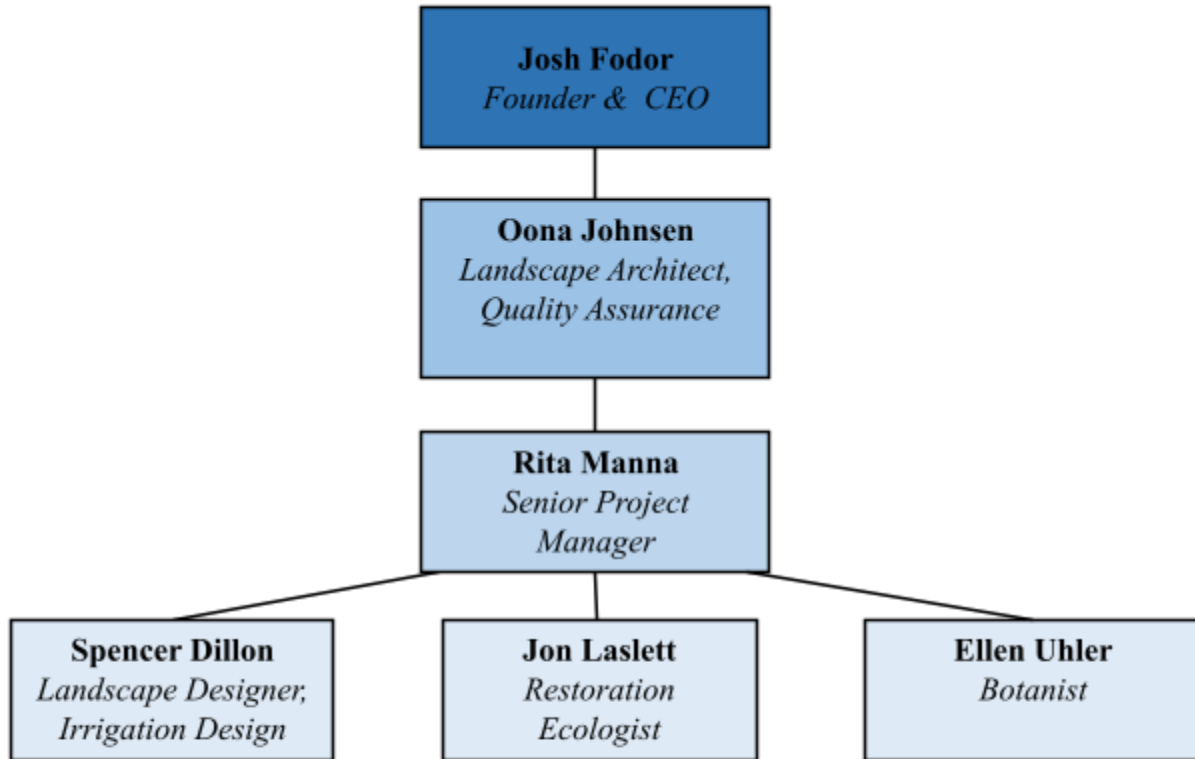 Josh Fodor
Founder & CEO
Oona Johnsen
Landscape Architect,
Quality Assurance
Rita Manna
Senior Project
Manager
Spencer Dillon
Landscape Designer,
Irrigation Design
Jon Laslett
Restoration
Ecologist
Ellen Uhler
Botanist